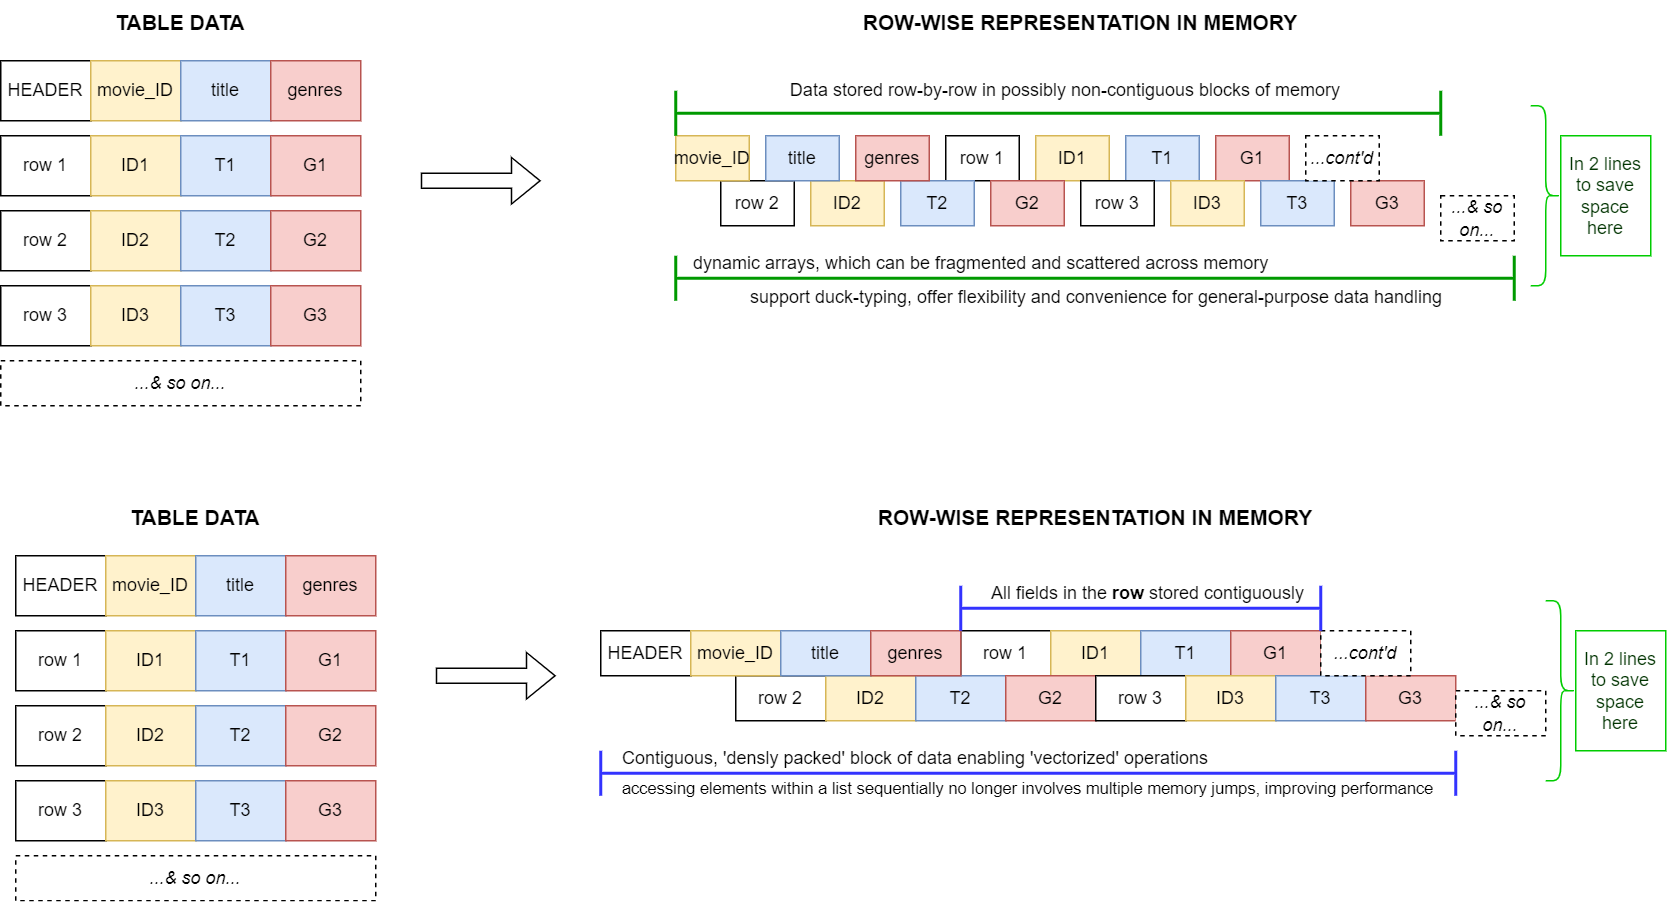 TABLE DATA
ROW-WISE REPRESENTATION IN MEMORY
HEADER movie_ID title genres
row 1 ID1 T1 G1
row 2 ID2 T2 G2
row 3 ID3 T3 G3
...& so on...
Data stored row-by-row in possibly non-contiguous blocks of memory
movie_ID title genres row 1 ID1 T1 G1 ...cont'd
row 2 ID2 T2 G2 row 3 ID3 T3 G3
...& so
on...
dynamic arrays, which can be fragmented and scattered across memory
support duck-typing, offer flexibility and convenience for general-purpose data handling
In 2 lines
to save
space
here
TABLE DATA
ROW-WISE REPRESENTATION IN MEMORY
HEADER movie_ID title genres
row 1 ID1 T1 G1
row 2 ID2 T2 G2
row 3 ID3 T3 G3
...& so on...
All fields in the row stored contiguously
HEADER movie_ID title genres row 1 ID1 T1 G1 ...cont'd
row 2 ID2 T2 G2 row 3 ID3 T3 G3
...& so
on...
Contiguous, 'densly packed' block of data enabling 'vectorized' operations
accessing elements within a list sequentially no longer involves multiple memory jumps, improving performance
In 2 lines
to save
space
here